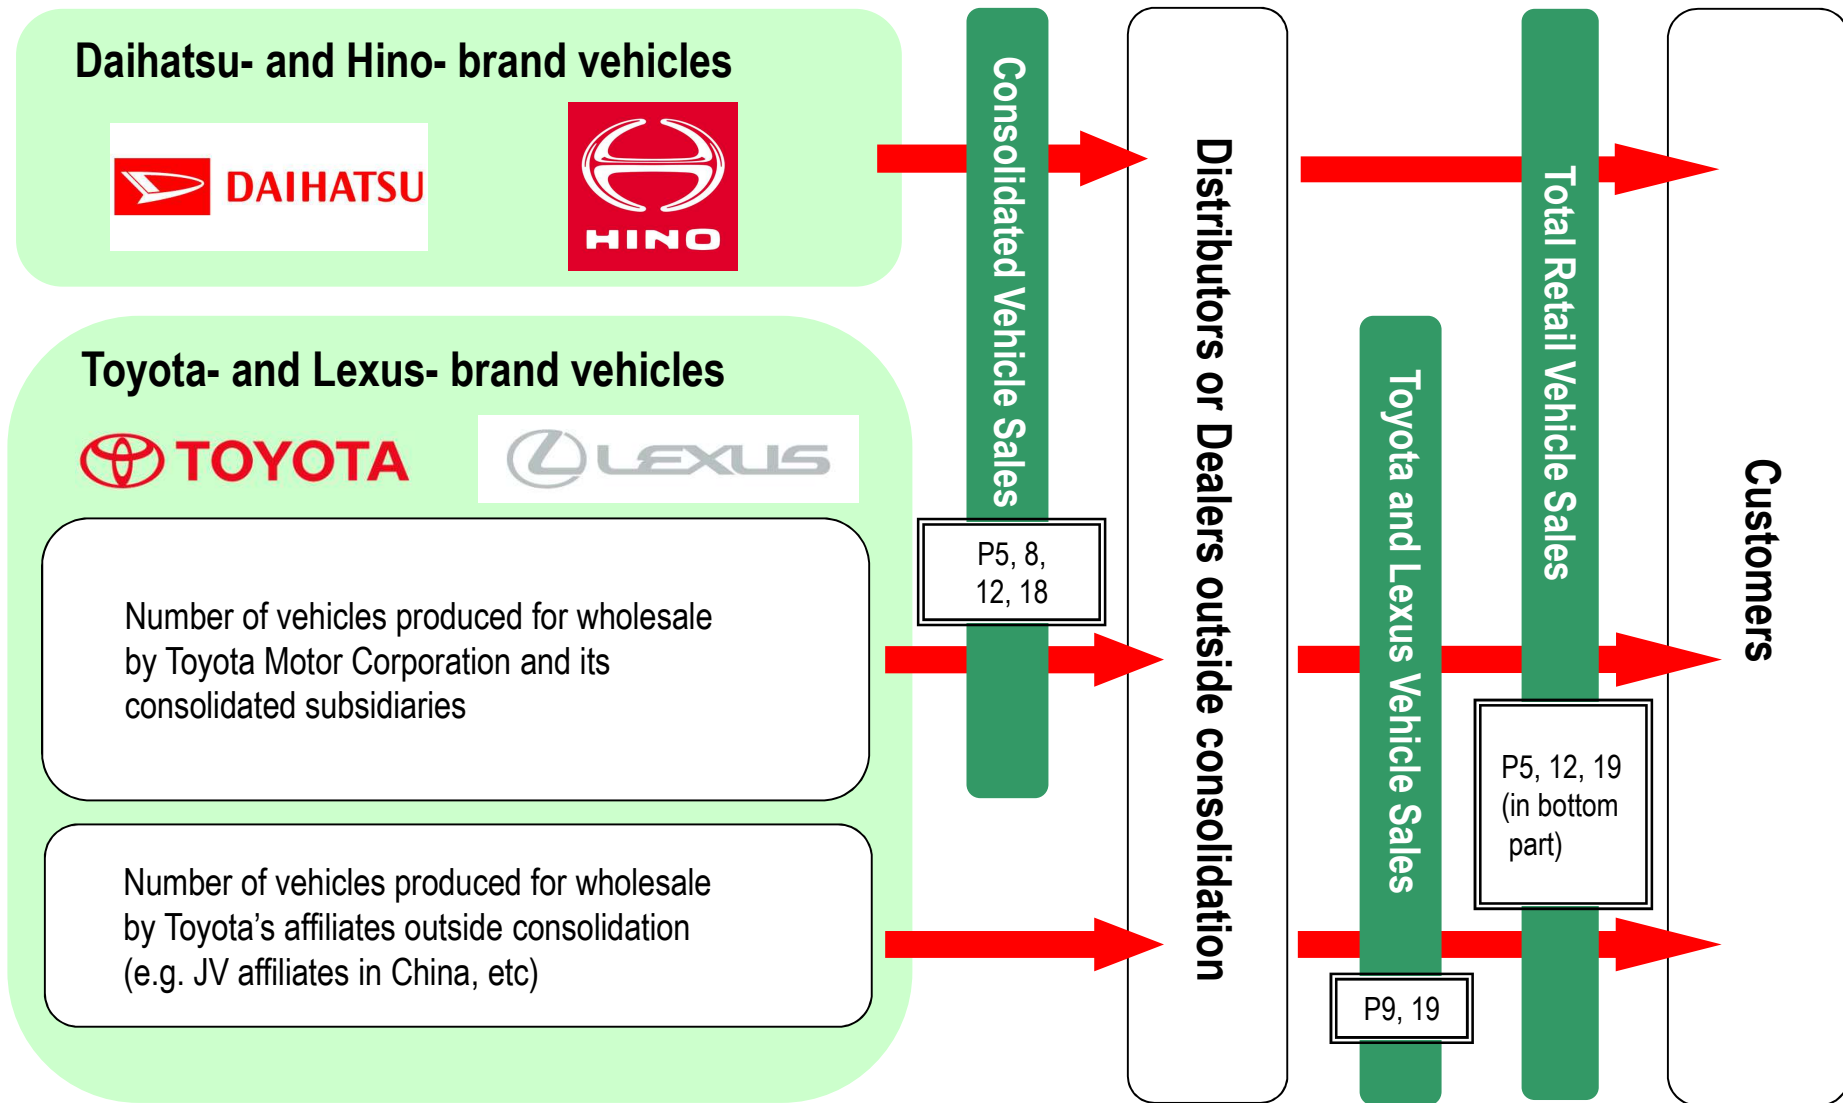 Daihatsu- and Hino- brand vehicles
DAIHATSU
HINO
Toyota- and Lexus- brand vehicles
TOYOTA
LEXUS
Number of vehicles produced for wholesale
by Toyota Motor Corporation and its
consolidated subsidiaries
Number of vehicles produced for wholesale
by Toyota’s affiliates outside consolidation
(e.g. JV affiliates in China, etc)
Consolidated Vehicle Sales
P5, 8,
12, 18
Distributors or Dealers outside consolidation
Toyota and Lexus Vehicle Sales
P9, 19
Total Retail Vehicle Sales
P5, 12, 19
(in bottom
part)
Customers